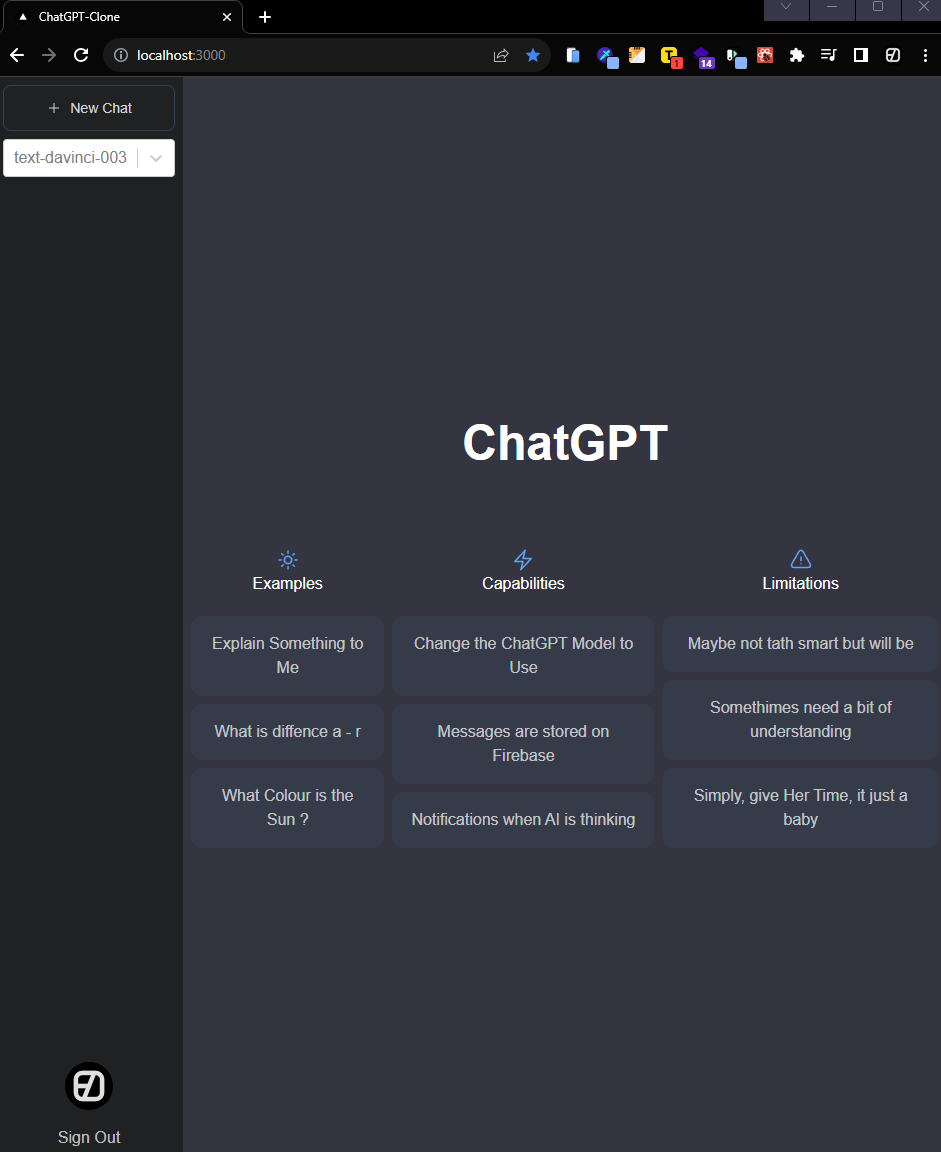 ChatGPT-Clone
localhost:3000
1
14
New Chat
text-davinci-003
ChatGPT
Examples
Explain Something to
Me
What is diffence a - r
What Colour is the
Sun ?
Capabilities
Change the ChatGPT Model to
Use
Messages are stored on
Firebase
Notifications when AI is thinking
Limitations
Maybe not tath smart but will be
Somethimes need a bit of
understanding
Simply, give Her Time, it just a
baby
Sign Out